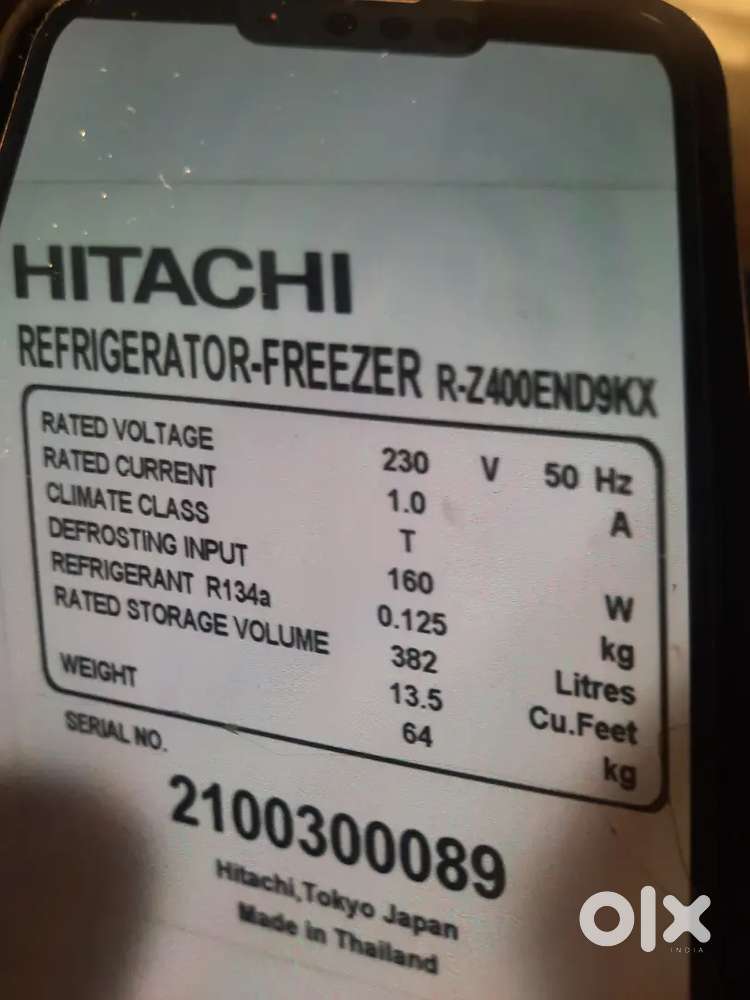 HITACHI
REFRIGERATOR-FREEZER R-Z400END9KX
RATED VOLTAGE 230 V 50 Hz
RATED CURRENT 1.0 A
CLIMATE CLASS T
DEFROSTING INPUT 160 W
REFRIGERANT R134a 0.125 kg
RATED STORAGE VOLUME 382 Litres
13.5 Cu.Feet
WEIGHT 64 kg
SERIAL NO.
2100300089
Hitachi,Tokyo Japan
Made in Thailand
olx
INDIA